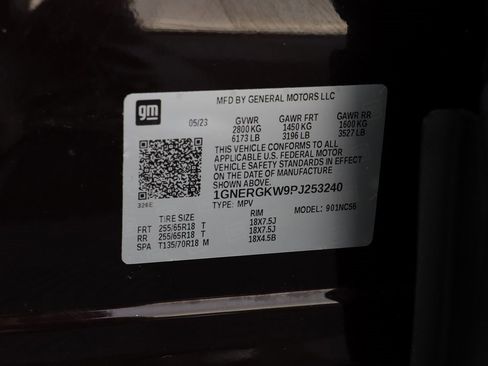 gm
MFD BY GENERAL MOTORS LLC
05/23 GVWR GAWR FRT GAWR RR
2800 KG 1450 KG 1600 KG
6173 LB 3196 LB 3527 LB
THIS VEHICLE CONFORMS TO ALL
APPLICABLE U.S. FEDERAL MOTOR
VEHICLE SAFETY STANDARDS IN EFFECT
ON THE DATE OF MANUFACTURE
SHOWN ABOVE.
1GNERGKW9PJ253240
326E TYPE: MPV MODEL: 901NC56
TIRE SIZE RIM
FRT 255/65R18 T 18X7.5J
RR 255/65R18 T 18X7.5J
SPA T135/70R18 M 18X4.5B